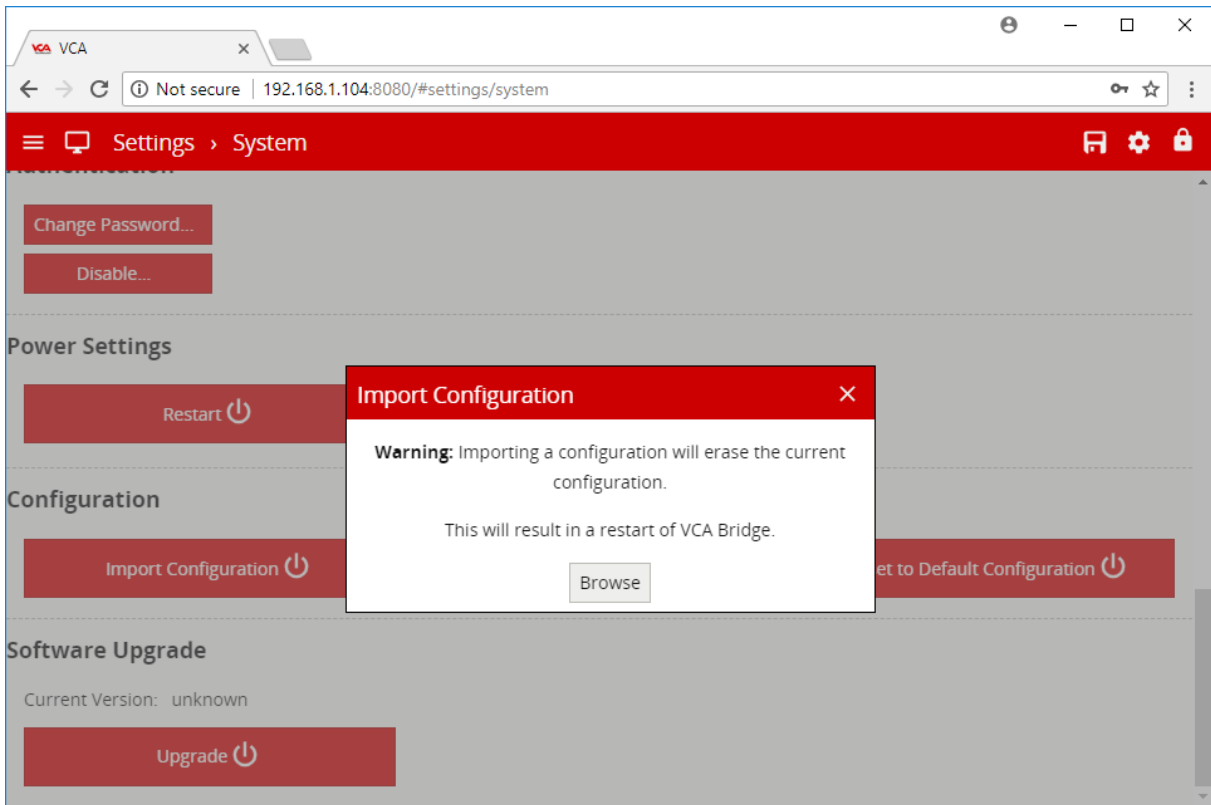 VCA VCA
Not secure 192.168.1.104:8080/#settings/system
Settings › System
Authentication
Change Password...
Disable...
Power Settings
Restart
Import Configuration
Warning: Importing a configuration will erase the current
configuration.
This will result in a restart of VCA Bridge.
Browse
Configuration
Import Configuration
et to Default Configuration
Software Upgrade
Current Version: unknown
Upgrade